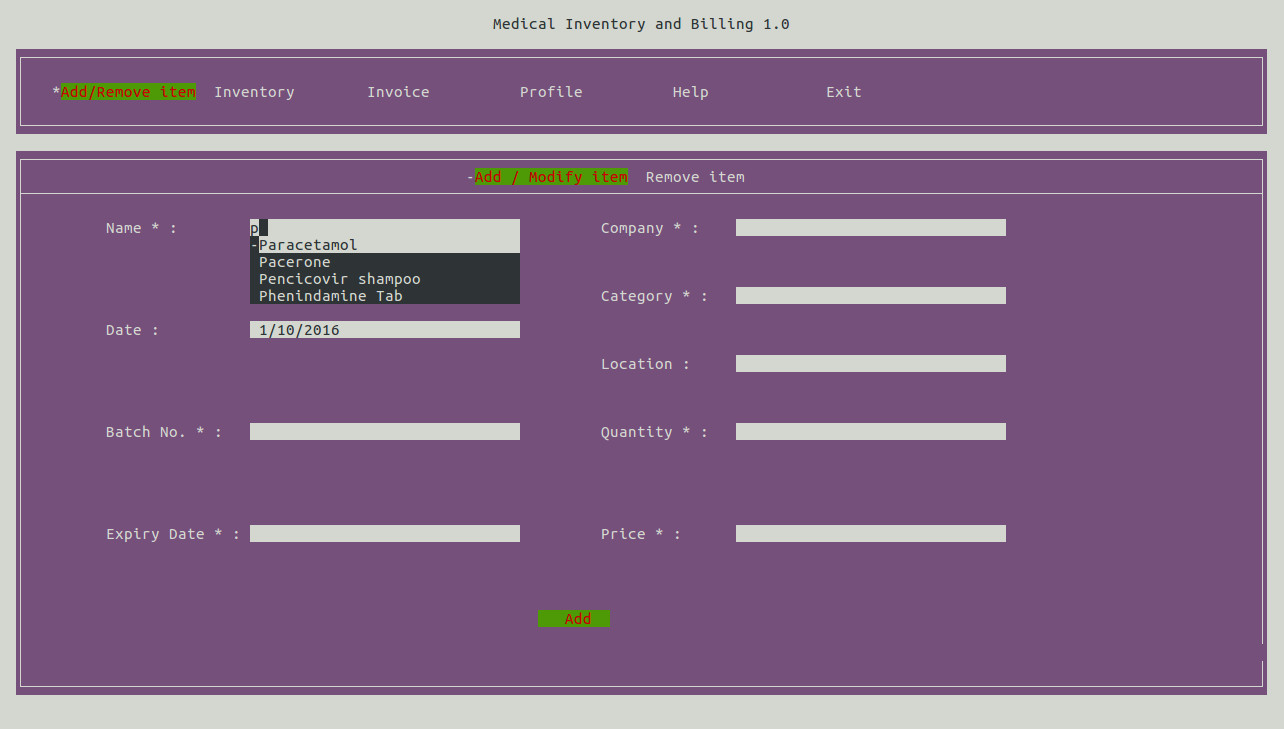 Medical Inventory and Billing 1.0
*Add/Remove item Inventory Invoice Profile Help Exit
-Add / Modify item Remove item
Name * : p Company * :
-Paracetamol
Pacerone
Pencicovir shampoo
Phenindamine Tab Category * :
Date : 1/10/2016
Location :
Batch No. * : Quantity * :
Expiry Date * : Price * :
Add